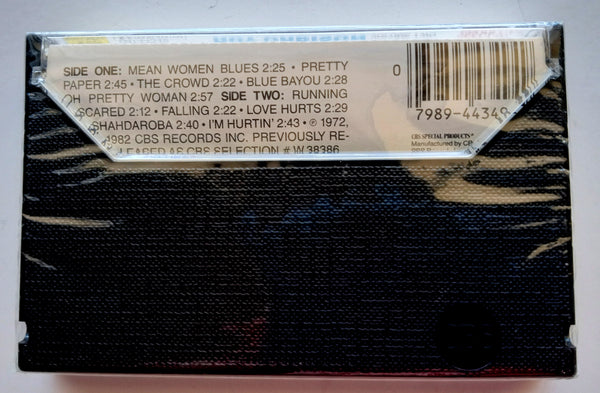 SIDE ONE: MEAN WOMEN BLUES 2:25 • PRETTY
PAPER 2:45 • THE CROWD 2:22 • BLUE BAYOU 2:28
OH PRETTY WOMAN 2:57 SIDE TWO: RUNNING
SCARED 2:12 • FALLING 2:22 • LOVE HURTS 2:29
SHAHDAROBA 2:40 • I'M HURTIN' 2:43 • ℗ 1972,
1982 CBS RECORDS INC. PREVIOUSLY RE-
LEASED AS CBS SELECTION # W 38386
0
7989-44348
CBS SPECIAL PRODUCTS
Manufactured by